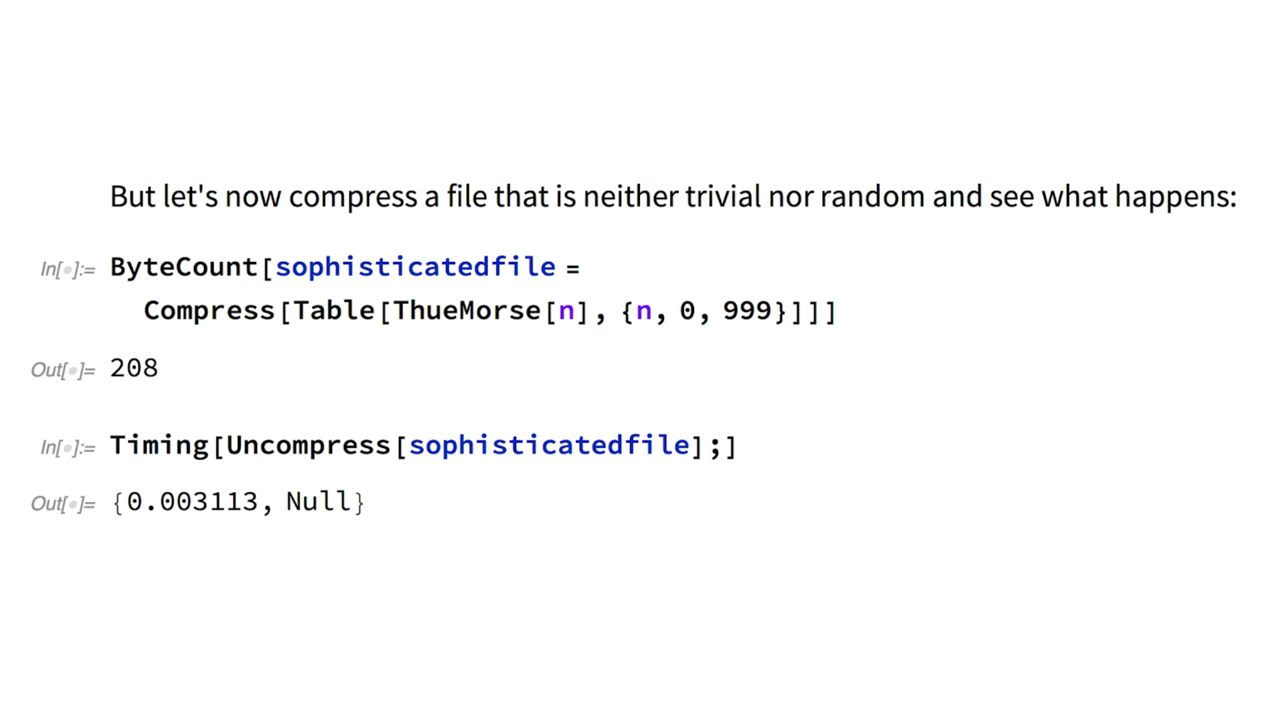 But let's now compress a file that is neither trivial nor random and see what happens:
In[•]:= ByteCount[sophisticatedfile =
Compress[Table[ThueMorse[n], {n, 0, 999}]]]
Out[•]= 208
In[•]:= Timing[Uncompress[sophisticatedfile];]
Out[•]= {0.003113, Null}